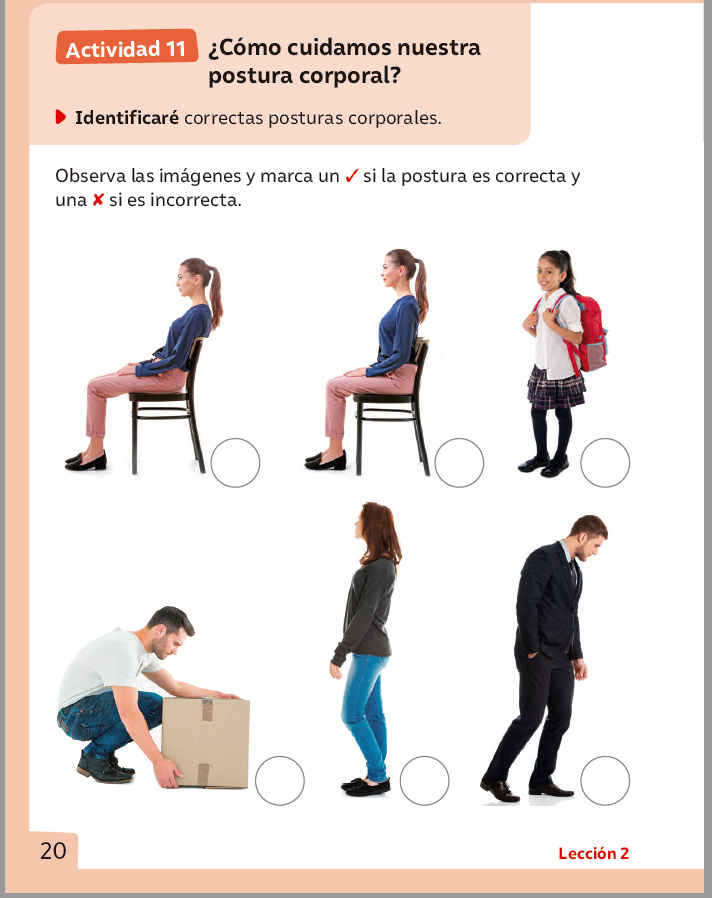 Actividad 11 ¿Cómo cuidamos nuestra
postura corporal?
Identificaré correctas posturas corporales.
Observa las imágenes y marca un ✓ si la postura es correcta y
una ✘ si es incorrecta.
20
Lección 2